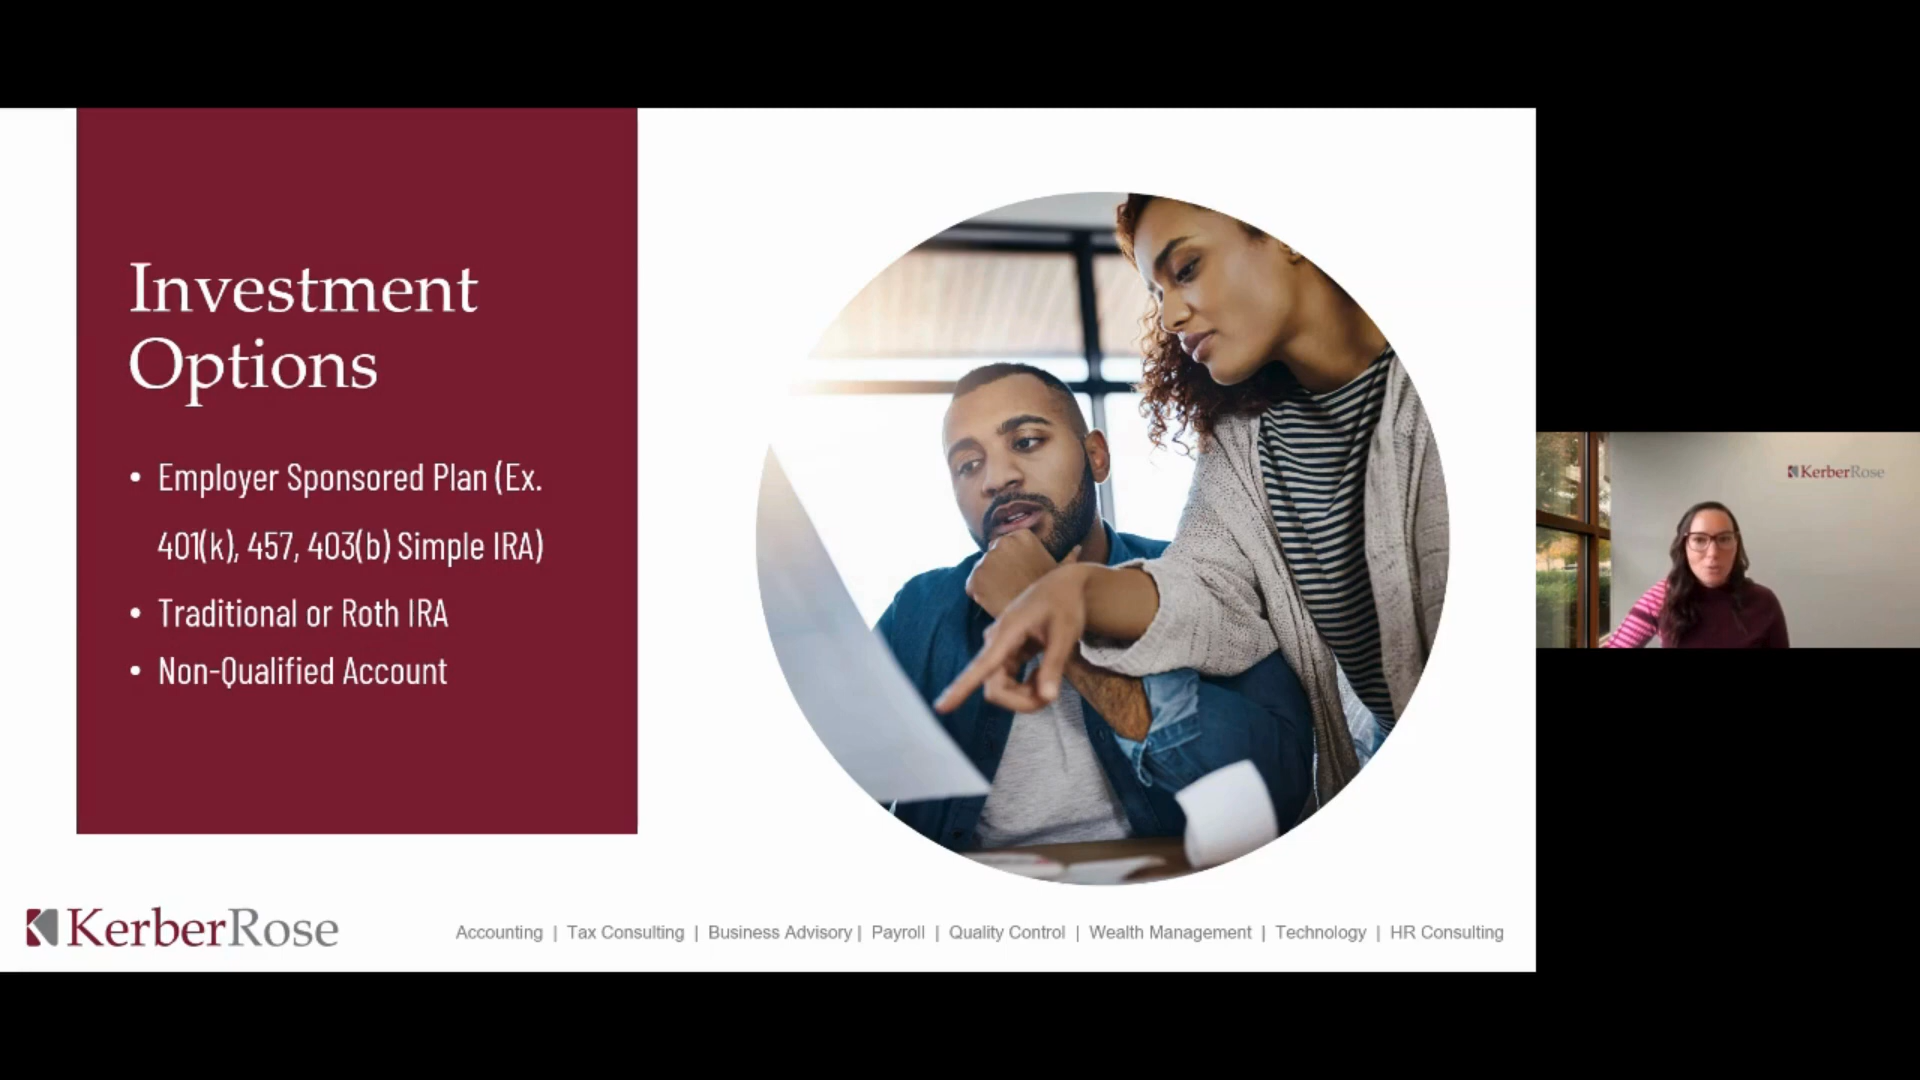 Investment
Options
• Employer Sponsored Plan (Ex.
401(k), 457, 403(b) Simple IRA)
• Traditional or Roth IRA
• Non-Qualified Account
KerberRose
Accounting | Tax Consulting | Business Advisory | Payroll | Quality Control | Wealth Management | Technology | HR Consulting
KerberRose